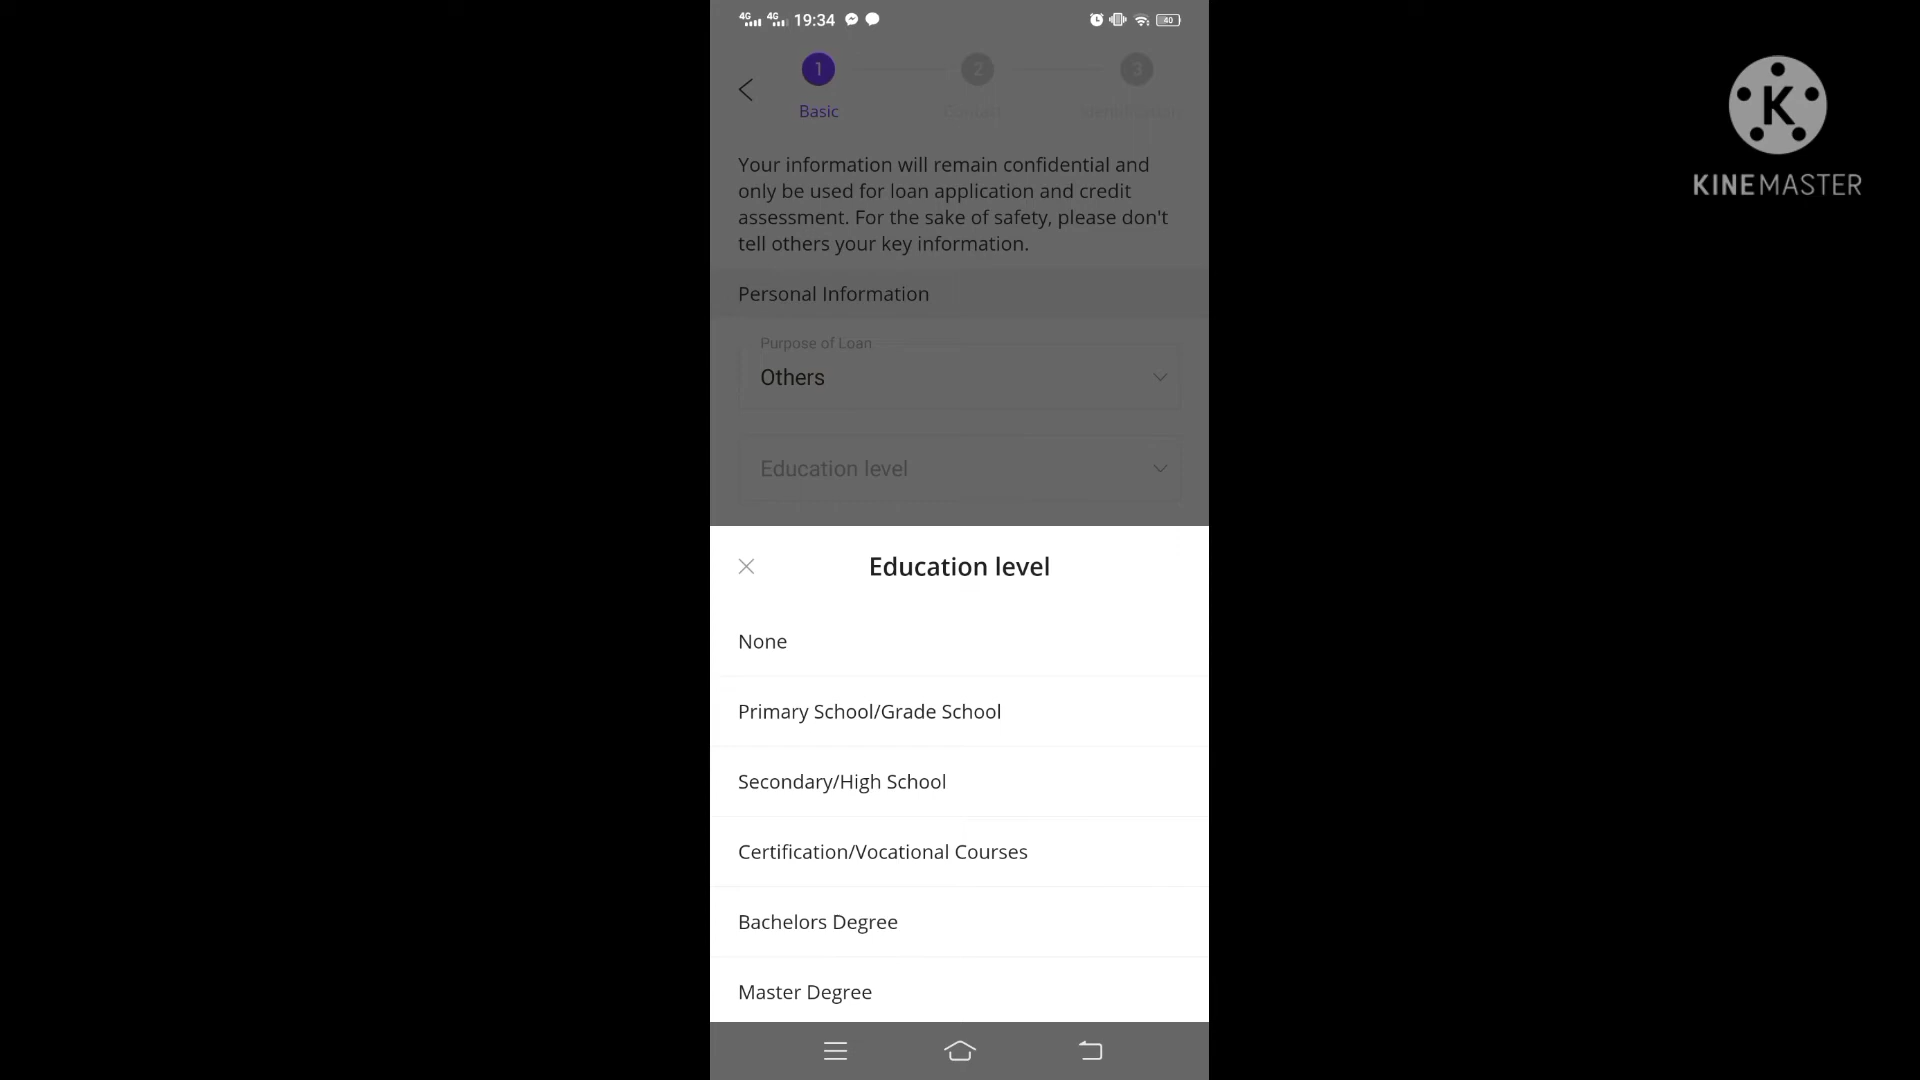 4G 4G 19:34 40
1 2 3
Basic
Your information will remain confidential and
only be used for loan application and credit
assessment. For the sake of safety, please don't
tell others your key information.
Personal Information
Purpose of Loan
Others
Education level
Education level
None
Primary School/Grade School
Secondary/High School
Certification/Vocational Courses
Bachelors Degree
Master Degree
K
KINEMASTER